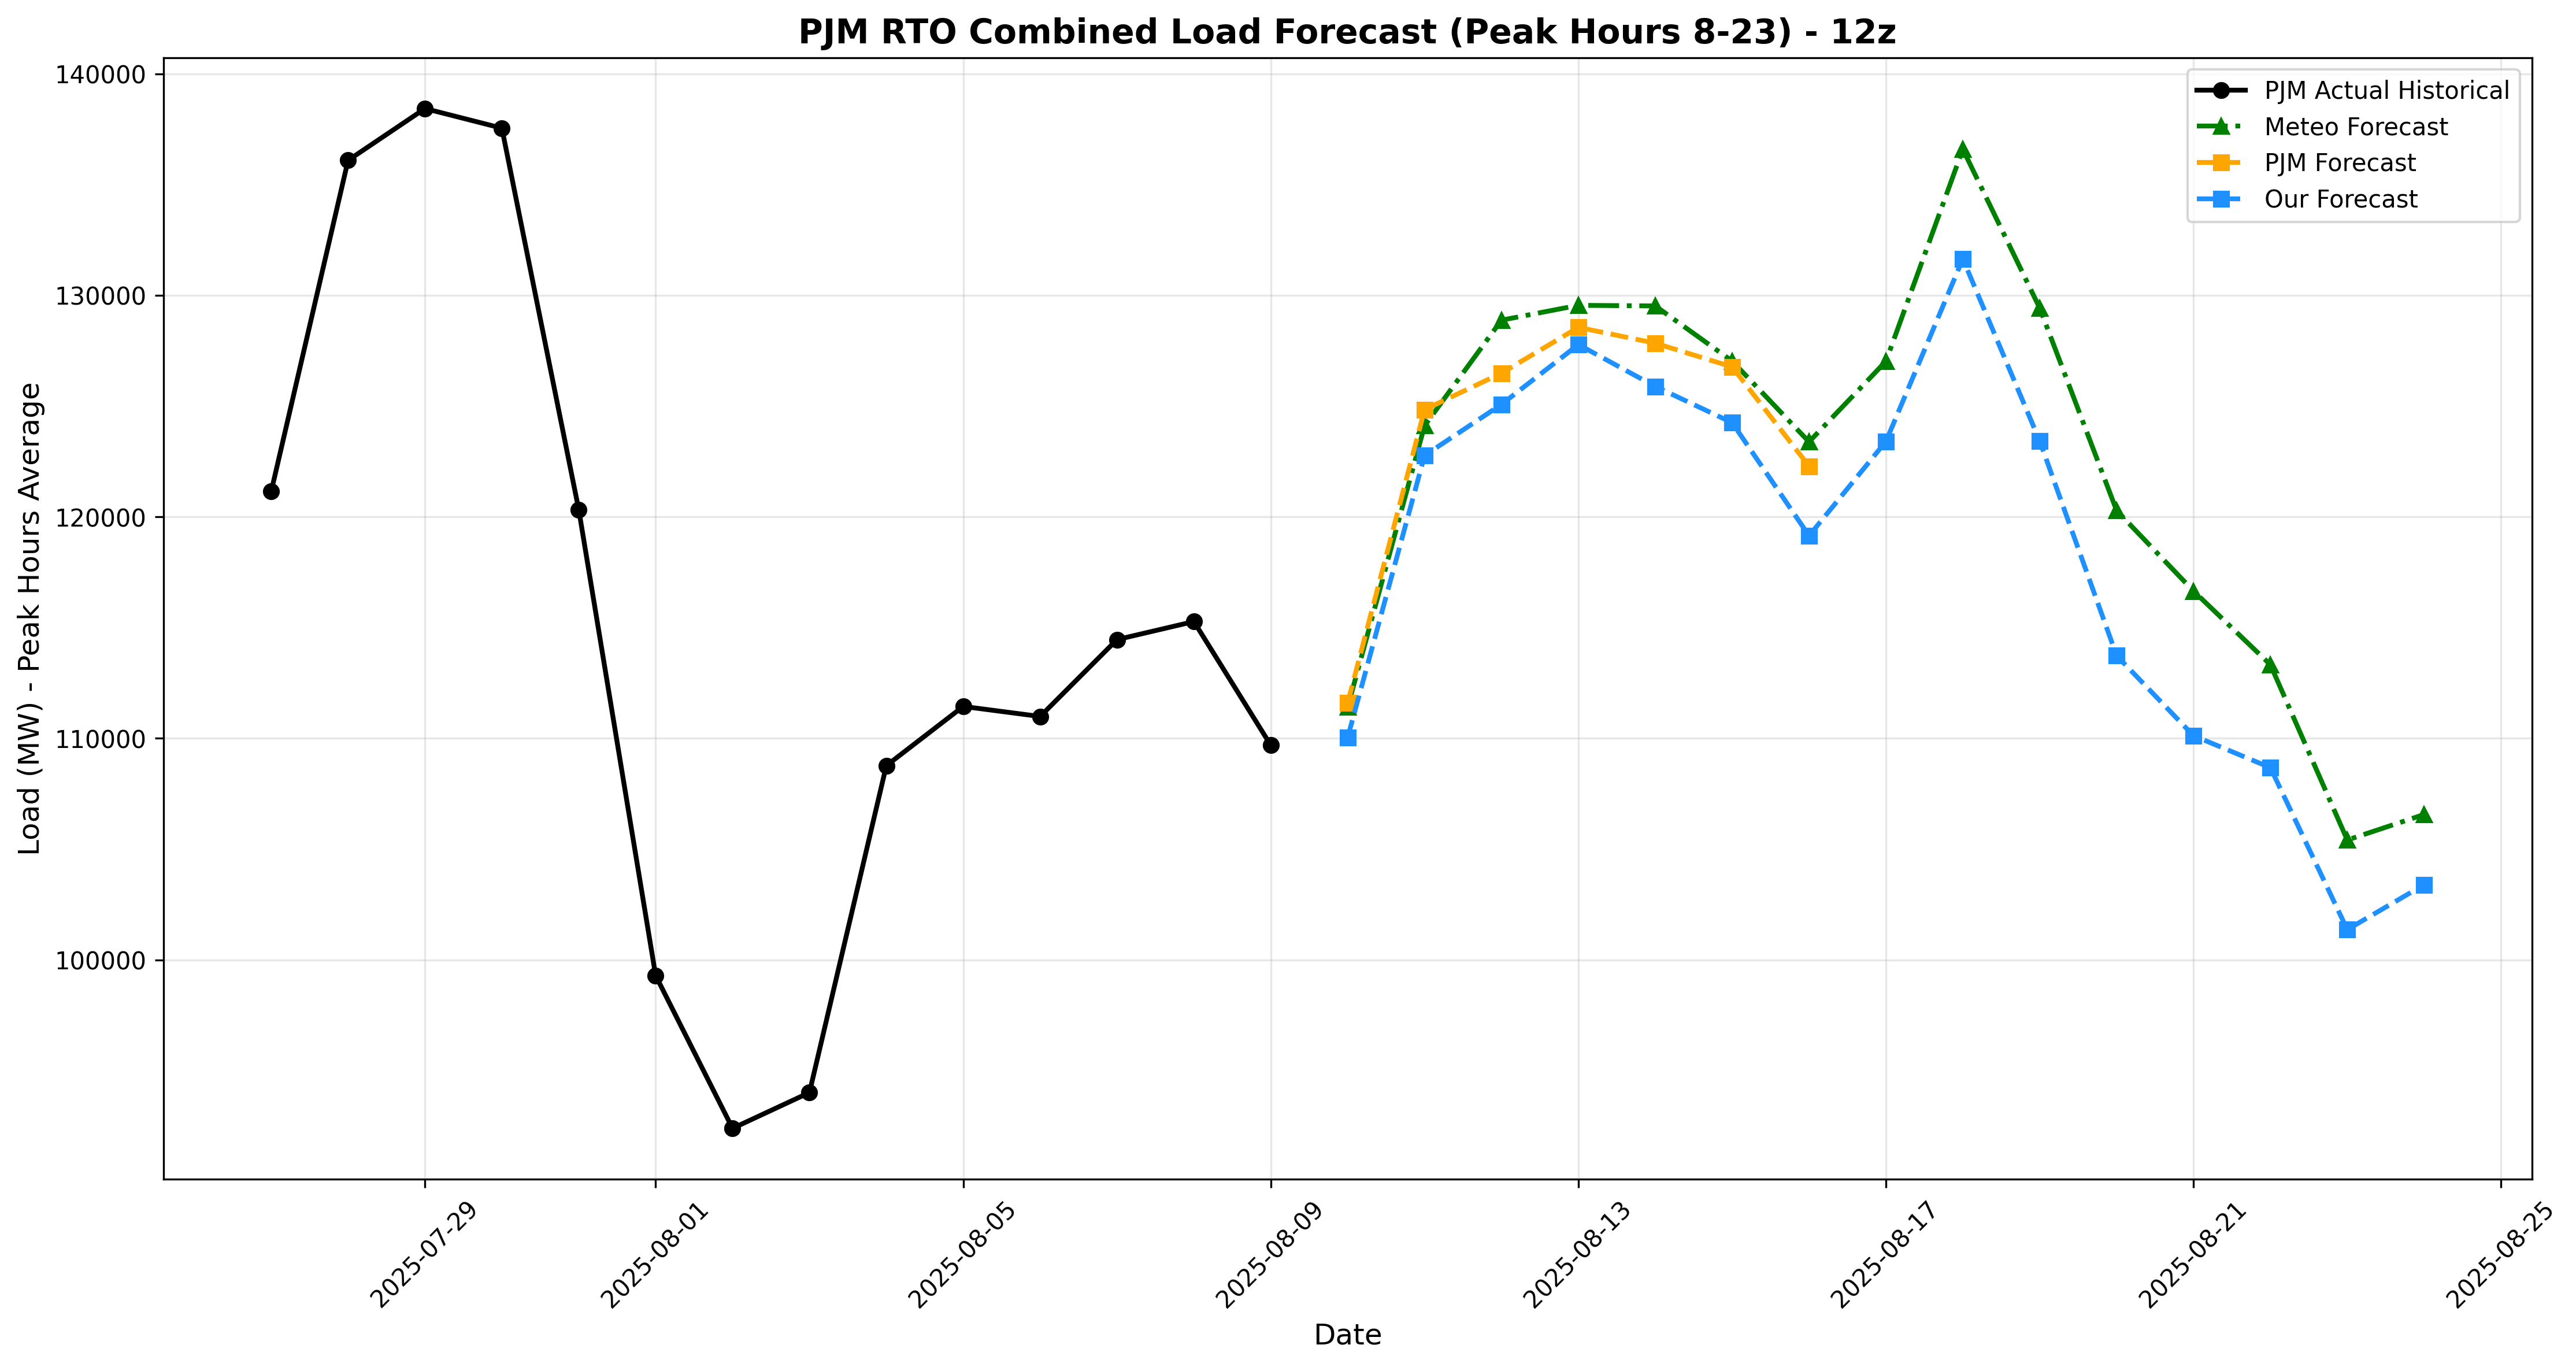 PJM RTO Combined Load Forecast (Peak Hours 8-23) - 12z
PJM Actual Historical
Meteo Forecast
PJM Forecast
Our Forecast
Load (MW) - Peak Hours Average
140000
130000
120000
110000
100000
2025-07-29
2025-08-01
2025-08-05
2025-08-09
2025-08-13
2025-08-17
2025-08-21
2025-08-25
Date